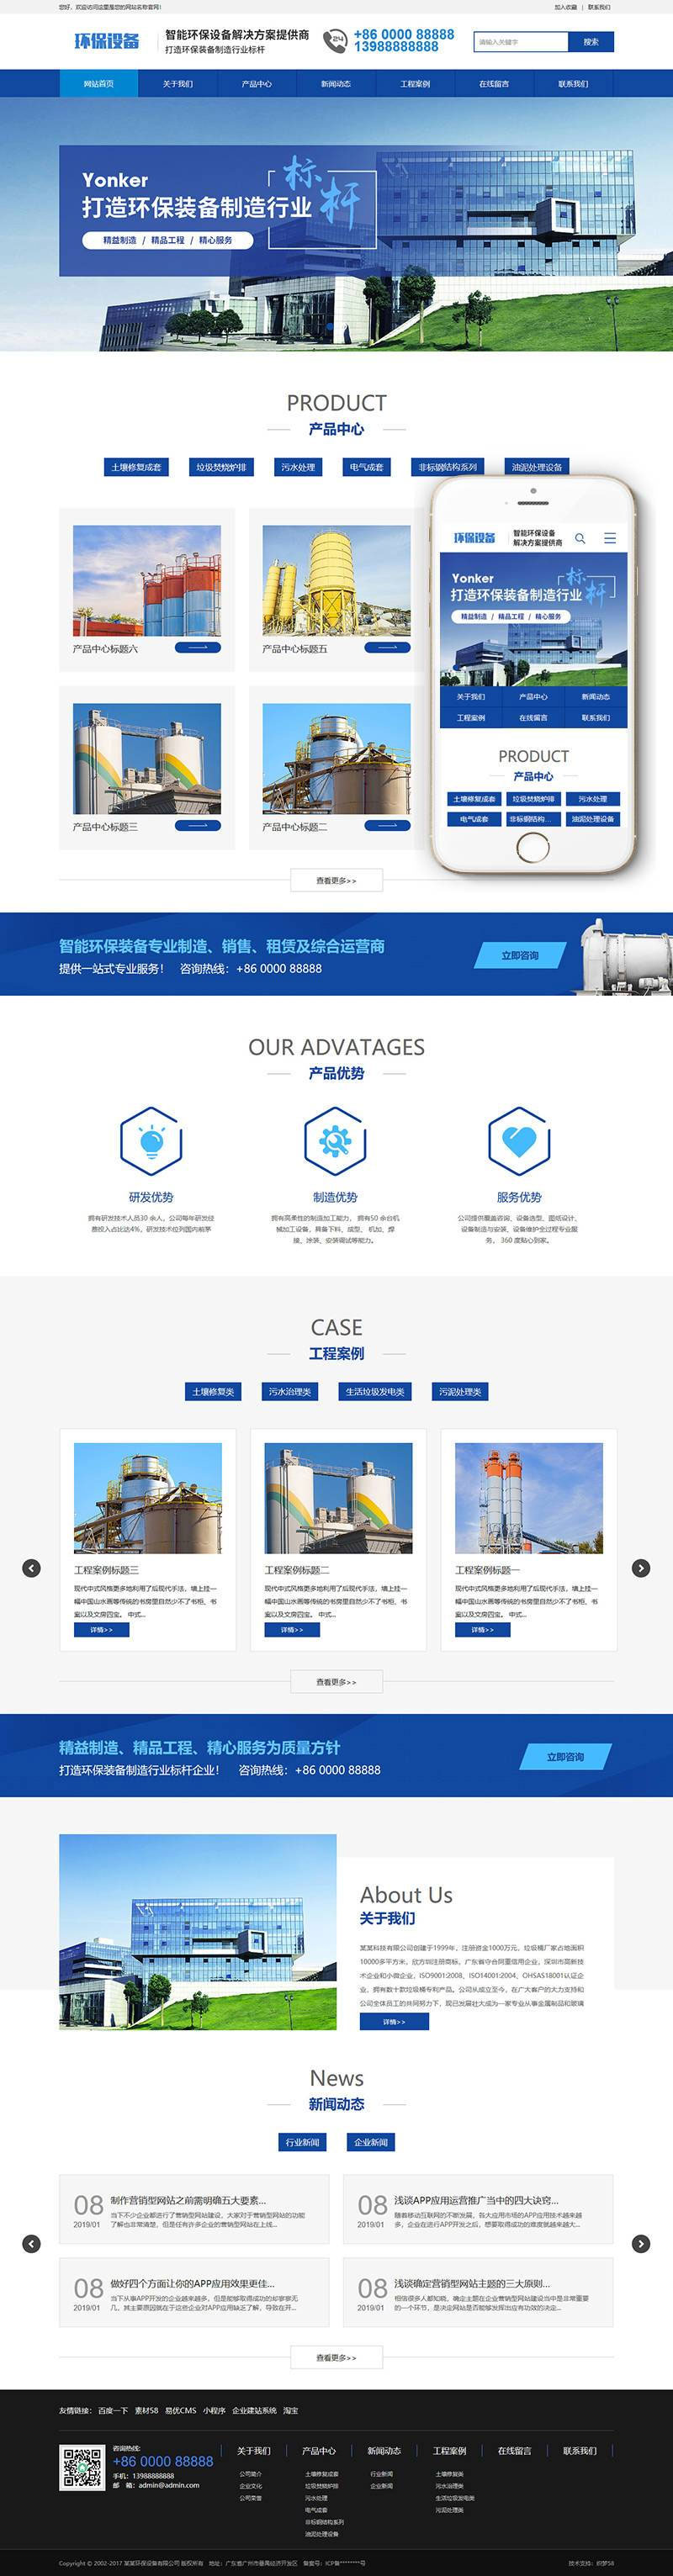 您好，欢迎访问这里是您的网站名称官网！
加入收藏 | 联系我们
环保设备
智能环保设备解决方案提供商
打造环保装备制造行业标杆
24
+86 0000 88888
13988888888
请输入关键字
搜索
网站首页 关于我们 产品中心 新闻动态 工程案例 在线留言 联系我们
Yonker
打造环保装备制造行业
标杆
精益制造 / 精品工程 / 精心服务
PRODUCT
产品中心
土壤修复成套 垃圾焚烧炉排 污水处理 电气成套 非标钢结构系列 油泥处理设备
产品中心标题六
产品中心标题五
产品中心标题三
产品中心标题二
环保设备
智能环保设备
解决方案提供商
Yonker
打造环保装备制造行业
标杆
精益制造 / 精品工程 / 精心服务
关于我们 产品中心 新闻动态
工程案例 在线留言 联系我们
PRODUCT
产品中心
土壤修复成套 垃圾焚烧炉排 污水处理
电气成套 非标钢结构... 油泥处理设备
查看更多>>
智能环保装备专业制造、销售、租赁及综合运营商
提供一站式专业服务！ 咨询热线：+86 0000 88888
立即咨询
OUR ADVATAGES
产品优势
研发优势
拥有研发技术人员30 余人，公司每年研发经
费投入占比达4%，研发技术位列国内前茅
制造优势
拥有高柔性的制造加工能力， 拥有50 余台机
械加工设备，具备下料、成型、 机加、焊
接、涂装、安装调试等能力。
服务优势
公司提供覆盖咨询、设备选型、图纸设计、
设备制造与安装、设备维护全过程专业服
务， 360 度贴心到家。
CASE
工程案例
土壤修复类 污水治理类 生活垃圾发电类 污泥处理类
工程案例标题三
现代中式风格更多地利用了后现代手法，墙上挂一
幅中国山水画等传统的书房里自然少不了书柜、书
案以及文房四宝。 中式...
详情>>
工程案例标题二
现代中式风格更多地利用了后现代手法，墙上挂一
幅中国山水画等传统的书房里自然少不了书柜、书
案以及文房四宝。 中式...
详情>>
工程案例标题一
现代中式风格更多地利用了后现代手法，墙上挂一
幅中国山水画等传统的书房里自然少不了书柜、书
案以及文房四宝。 中式...
详情>>
查看更多>>
精益制造、精品工程、精心服务为质量方针
打造环保装备制造行业标杆企业！ 咨询热线：+86 0000 88888
立即咨询
About Us
关于我们
某某科技有限公司创建于1999年，注册资金1000万元，垃圾桶厂家占地面积
10000多平方米，欣方圳注册商标，广东省守合同重信用企业，深圳市高新技
术企业和小微企业，ISO9001:2008，ISO14001:2004，OHSAS18001认证企
业，拥有数十款垃圾桶专利产品。公司从成立至今，在广大客户的大力支持和
公司全体员工的共同努力下，现已发展壮大成为一家专业从事金属制品和玻璃
详情>>
News
新闻动态
行业新闻 企业新闻
08
2019/01
制作营销型网站之前需明确五大要素...
当下不少企业都进行了营销型网站建设，大家对于营销型网站的功能
了解也非常清楚，但是任有许多企业的营销型网站在上线...
08
2019/01
浅谈APP应用运营推广当中的四大诀窍...
随着移动互联网的不断发展，各大应用市场的APP应用技术越来越
多，企业在进行APP开发之后，想要取得成功的难度就越来越大...
08
2019/01
做好四个方面让你的APP应用效果更佳...
当下从事APP开发的企业越来越多，但是能够取得成功的却寥寥无
几，其主要原因就在于这些企业对APP应用缺乏了解，导致在开...
08
2019/01
浅谈确定营销型网站主题的三大原则...
相信很多人都知晓，确定主题在企业营销型网站建设当中是非常重要
的一个环节，是决定网站是否能够发挥出应有功效的决定...
查看更多>>
友情链接： 百度一下 素材58 易优CMS 小程序 企业建站系统 淘宝
咨询热线：
+86 0000 88888
手机：13988888888
邮 箱：admin@admin.com
关于我们
公司简介
企业文化
公司荣誉
产品中心
土壤修复成套
垃圾焚烧炉排
污水处理
电气成套
非标钢结构系列
油泥处理设备
新闻动态
行业新闻
企业新闻
工程案例
土壤修复类
污水治理类
生活垃圾发电类
污泥处理类
在线留言
联系我们
Copyright © 2002-2017 某某环保设备有限公司 版权所有 地址：广东省广州市番禺经济开发区 备案号：ICP备********号
技术支持：织梦58